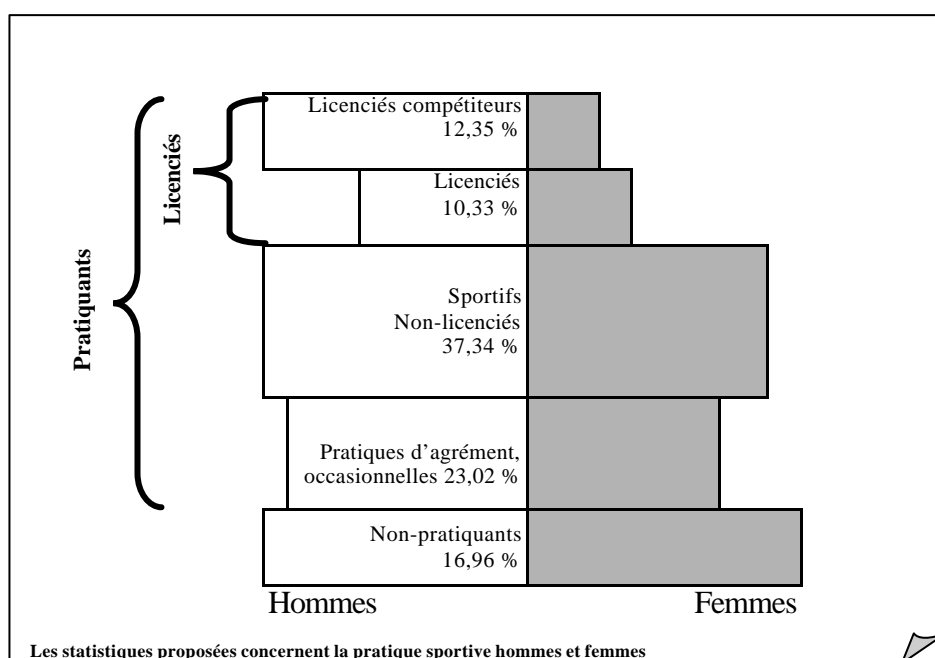 Licenciés compétiteurs
12,35 %
Licenciés
Licenciés
10,33 %
Pratiquants
Sportifs
Non-licenciés
37,34 %
Pratiques d'agrément,
occasionnelles 23,02 %
Non-pratiquants
16,96 %
Hommes
Femmes
Les statistiques proposées concernent la pratique sportive hommes et femmes